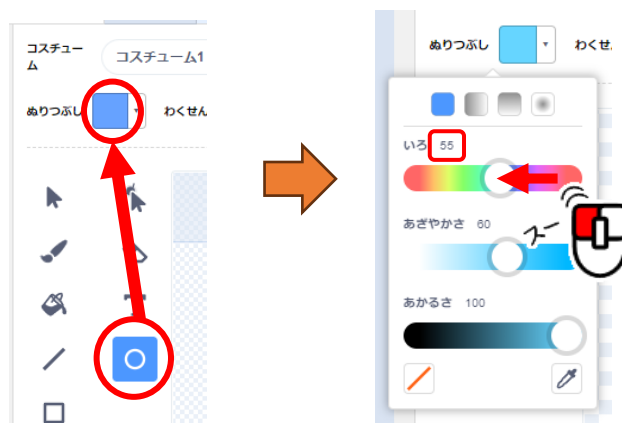 コスチューム
コスチューム1
ぬりつぶし
わくせん
ぬりつぶし
わくせ
いろ 55
あざやかさ 60
スー
あかるさ 100